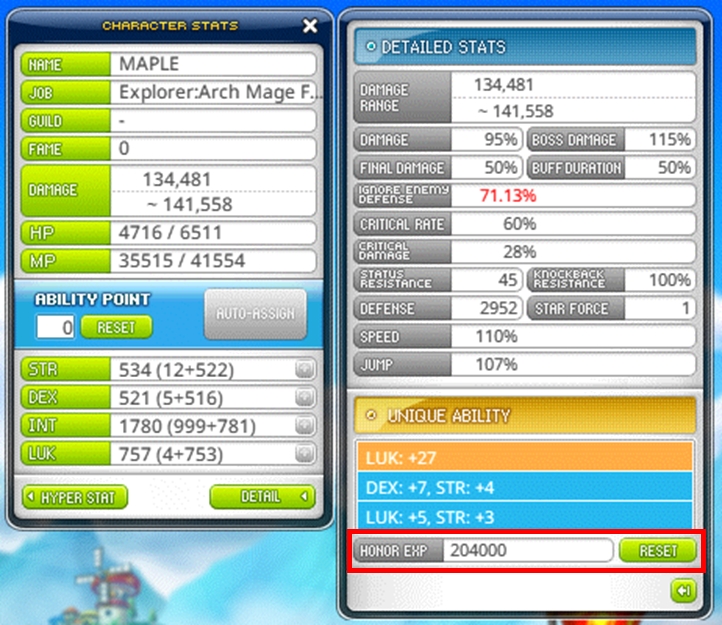 CHARACTER STATS
NAME MAPLE
JOB Explorer:Arch Mage F...
GUILD -
FAME 0
DAMAGE 134,481
~ 141,558
HP 4716 / 6511
MP 35515 / 41554
ABILITY POINT
0 RESET AUTO-ASSIGN
STR 534 (12+522)
DEX 521 (5+516)
INT 1780 (999+781)
LUK 757 (4+753)
HYPER STAT DETAIL
DETAILED STATS
DAMAGE RANGE 134,481
~ 141,558
DAMAGE 95% BOSS DAMAGE 115%
FINAL DAMAGE 50% BUFF DURATION 50%
IGNORE ENEMY DEFENSE 71.13%
CRITICAL RATE 60%
CRITICAL DAMAGE 28%
STATUS RESISTANCE 45 KNOCKBACK RESISTANCE 100%
DEFENSE 2952 STAR FORCE 1
SPEED 110%
JUMP 107%
UNIQUE ABILITY
LUK: +27
DEX: +7, STR: +4
LUK: +5, STR: +3
HONOR EXP 204000 RESET